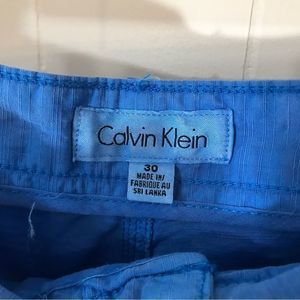 Calvin Klein
30
MADE IN/
FABRIQUE AU
SRI LANKA